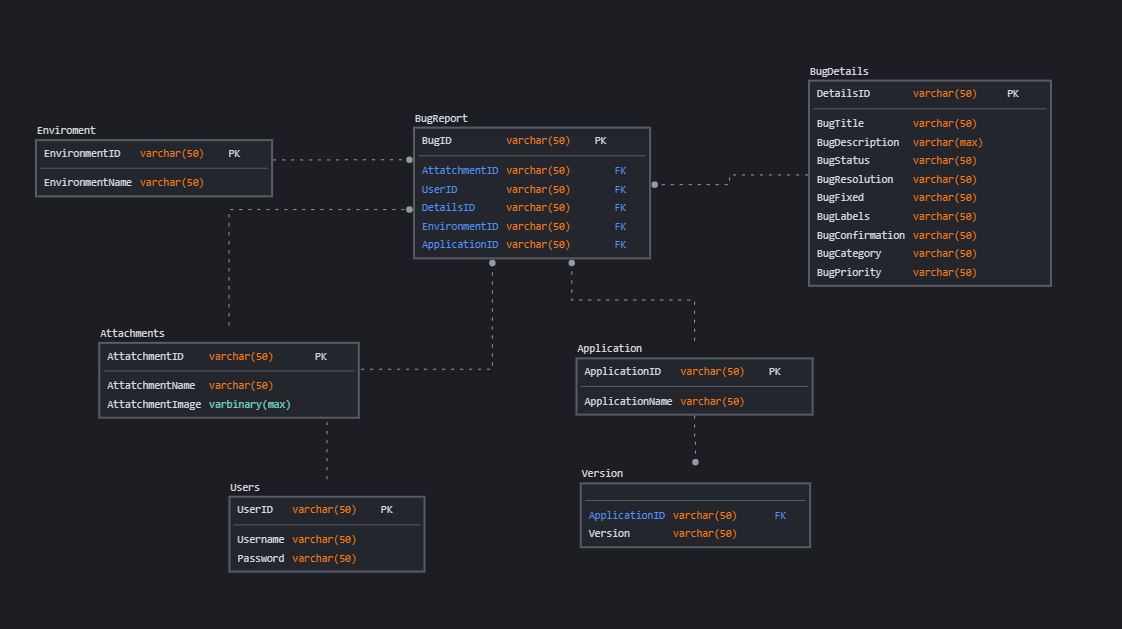 Enviroment
EnvironmentID varchar(50) PK
EnvironmentName varchar(50)
BugReport
BugID varchar(50) PK
AttatchmentID varchar(50) FK
UserID varchar(50) FK
DetailsID varchar(50) FK
EnvironmentID varchar(50) FK
ApplicationID varchar(50) FK
BugDetails
DetailsID varchar(50) PK
BugTitle varchar(50)
BugDescription varchar(max)
BugStatus varchar(50)
BugResolution varchar(50)
BugFixed varchar(50)
BugLabels varchar(50)
BugConfirmation varchar(50)
BugCategory varchar(50)
BugPriority varchar(50)
Attachments
AttatchmentID varchar(50) PK
AttatchmentName varchar(50)
AttatchmentImage varbinary(max)
Application
ApplicationID varchar(50) PK
ApplicationName varchar(50)
Users
UserID varchar(50) PK
Username varchar(50)
Password varchar(50)
Version
ApplicationID varchar(50) FK
Version varchar(50)